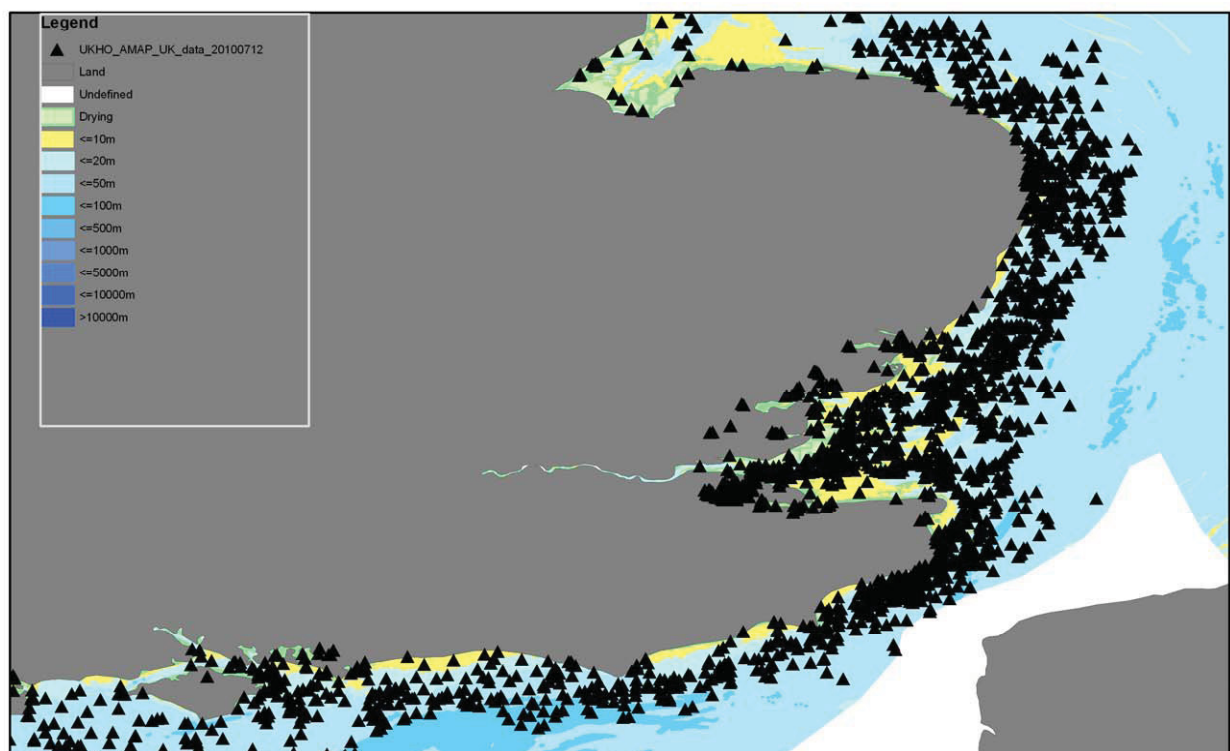 Legend
UKHO_AMAP_UK_data_20100712
Land
Undefined
Drying
<=10m
<=20m
<=50m
<=100m
<=500m
<=1000m
<=5000m
<=10000m
>10000m